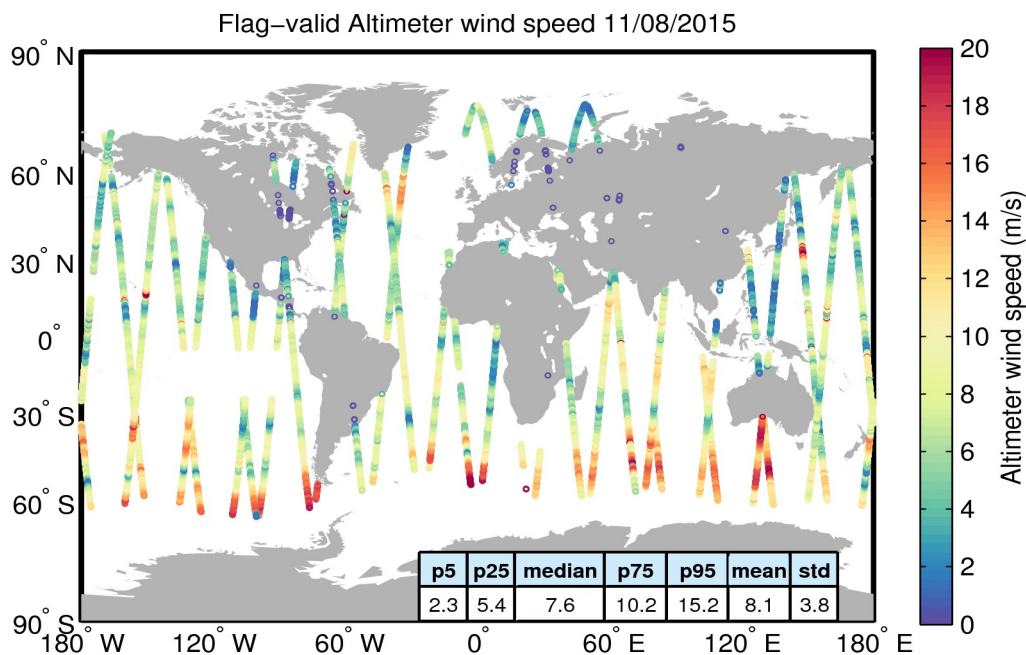 Flag−valid Altimeter wind speed 11/08/2015
90° N
60° N
30° N
0°
30° S
60° S
90° S
180° W
120° W
60° W
0°
60° E
120° E
180° E
p5 p25 median p75 p95 mean std
2.3 5.4 7.6 10.2 15.2 8.1 3.8
20
18
16
14
12
10
8
6
4
2
0
Altimeter wind speed (m/s)